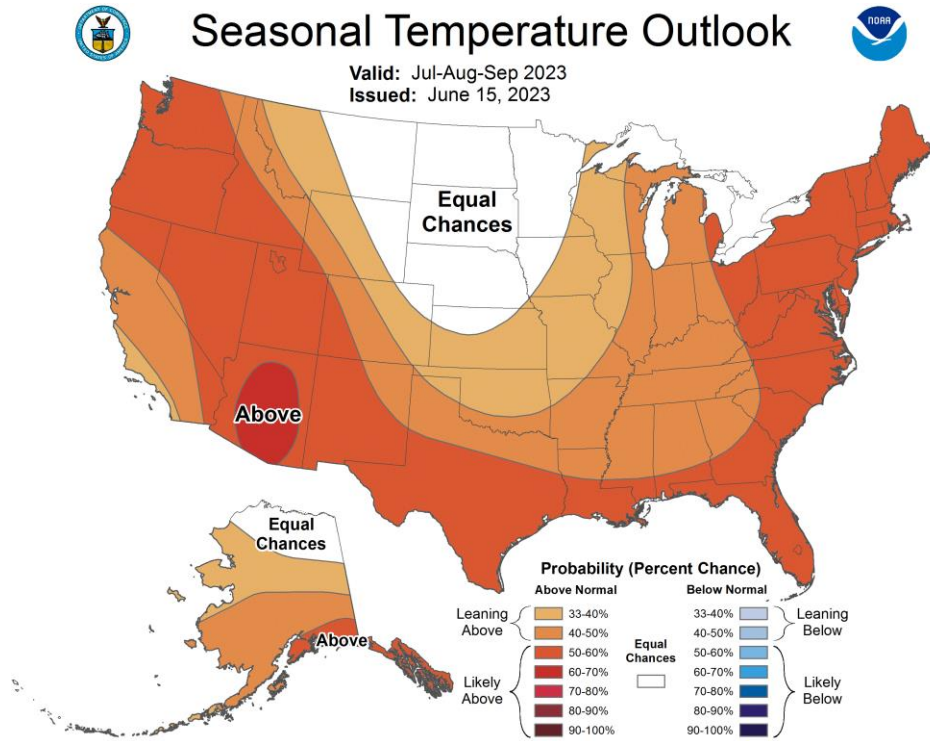 Seasonal Temperature Outlook
NOAA
Valid: Jul-Aug-Sep 2023
Issued: June 15, 2023
Equal
Chances
Above
Equal
Chances
Above
Probability (Percent Chance)
Above Normal
Below Normal
Leaning
Above
33-40%
40-50%
Likely
Above
50-60%
60-70%
70-80%
80-90%
90-100%
Equal
Chances
33-40%
40-50%
Leaning
Below
50-60%
60-70%
70-80%
80-90%
90-100%
Likely
Below